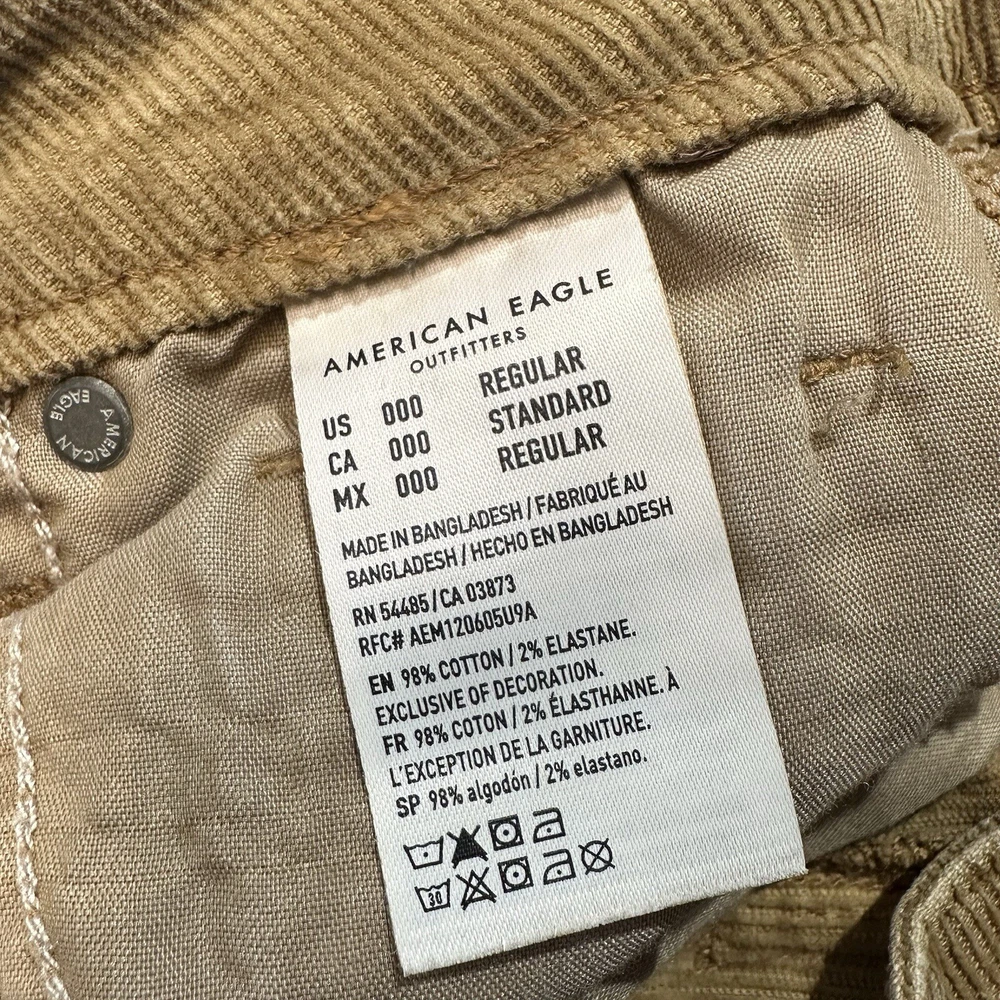 AMERICAN EAGLE
OUTFITTERS
US 000 REGULAR
CA 000 STANDARD
MX 000 REGULAR
MADE IN BANGLADESH / FABRIQUÉ AU
BANGLADESH / HECHO EN BANGLADESH
RN 54485 / CA 03873
RFC# AEM120605U9A
EN 98% COTTON / 2% ELASTANE.
EXCLUSIVE OF DECORATION.
FR 98% COTON / 2% ÉLASTHANNE. À
L'EXCEPTION DE LA GARNITURE.
SP 98% algodón / 2% elastano.
30
AMERICAN EAGLE